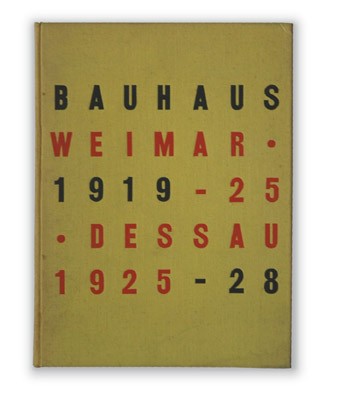 BAUHAUS
WEIMAR •
1919 -25
• DESSAU
1925 -28